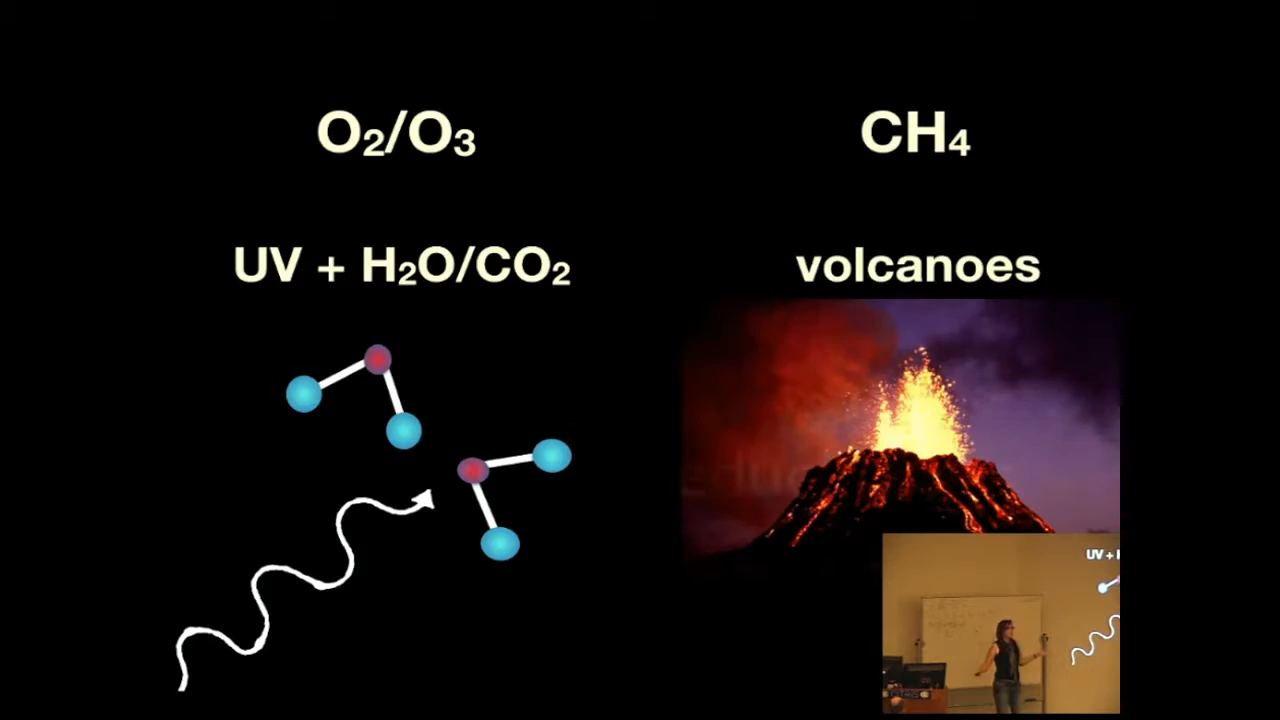 O₂/O₃
CH₄
UV + H₂O/CO₂
volcanoes
UV + H